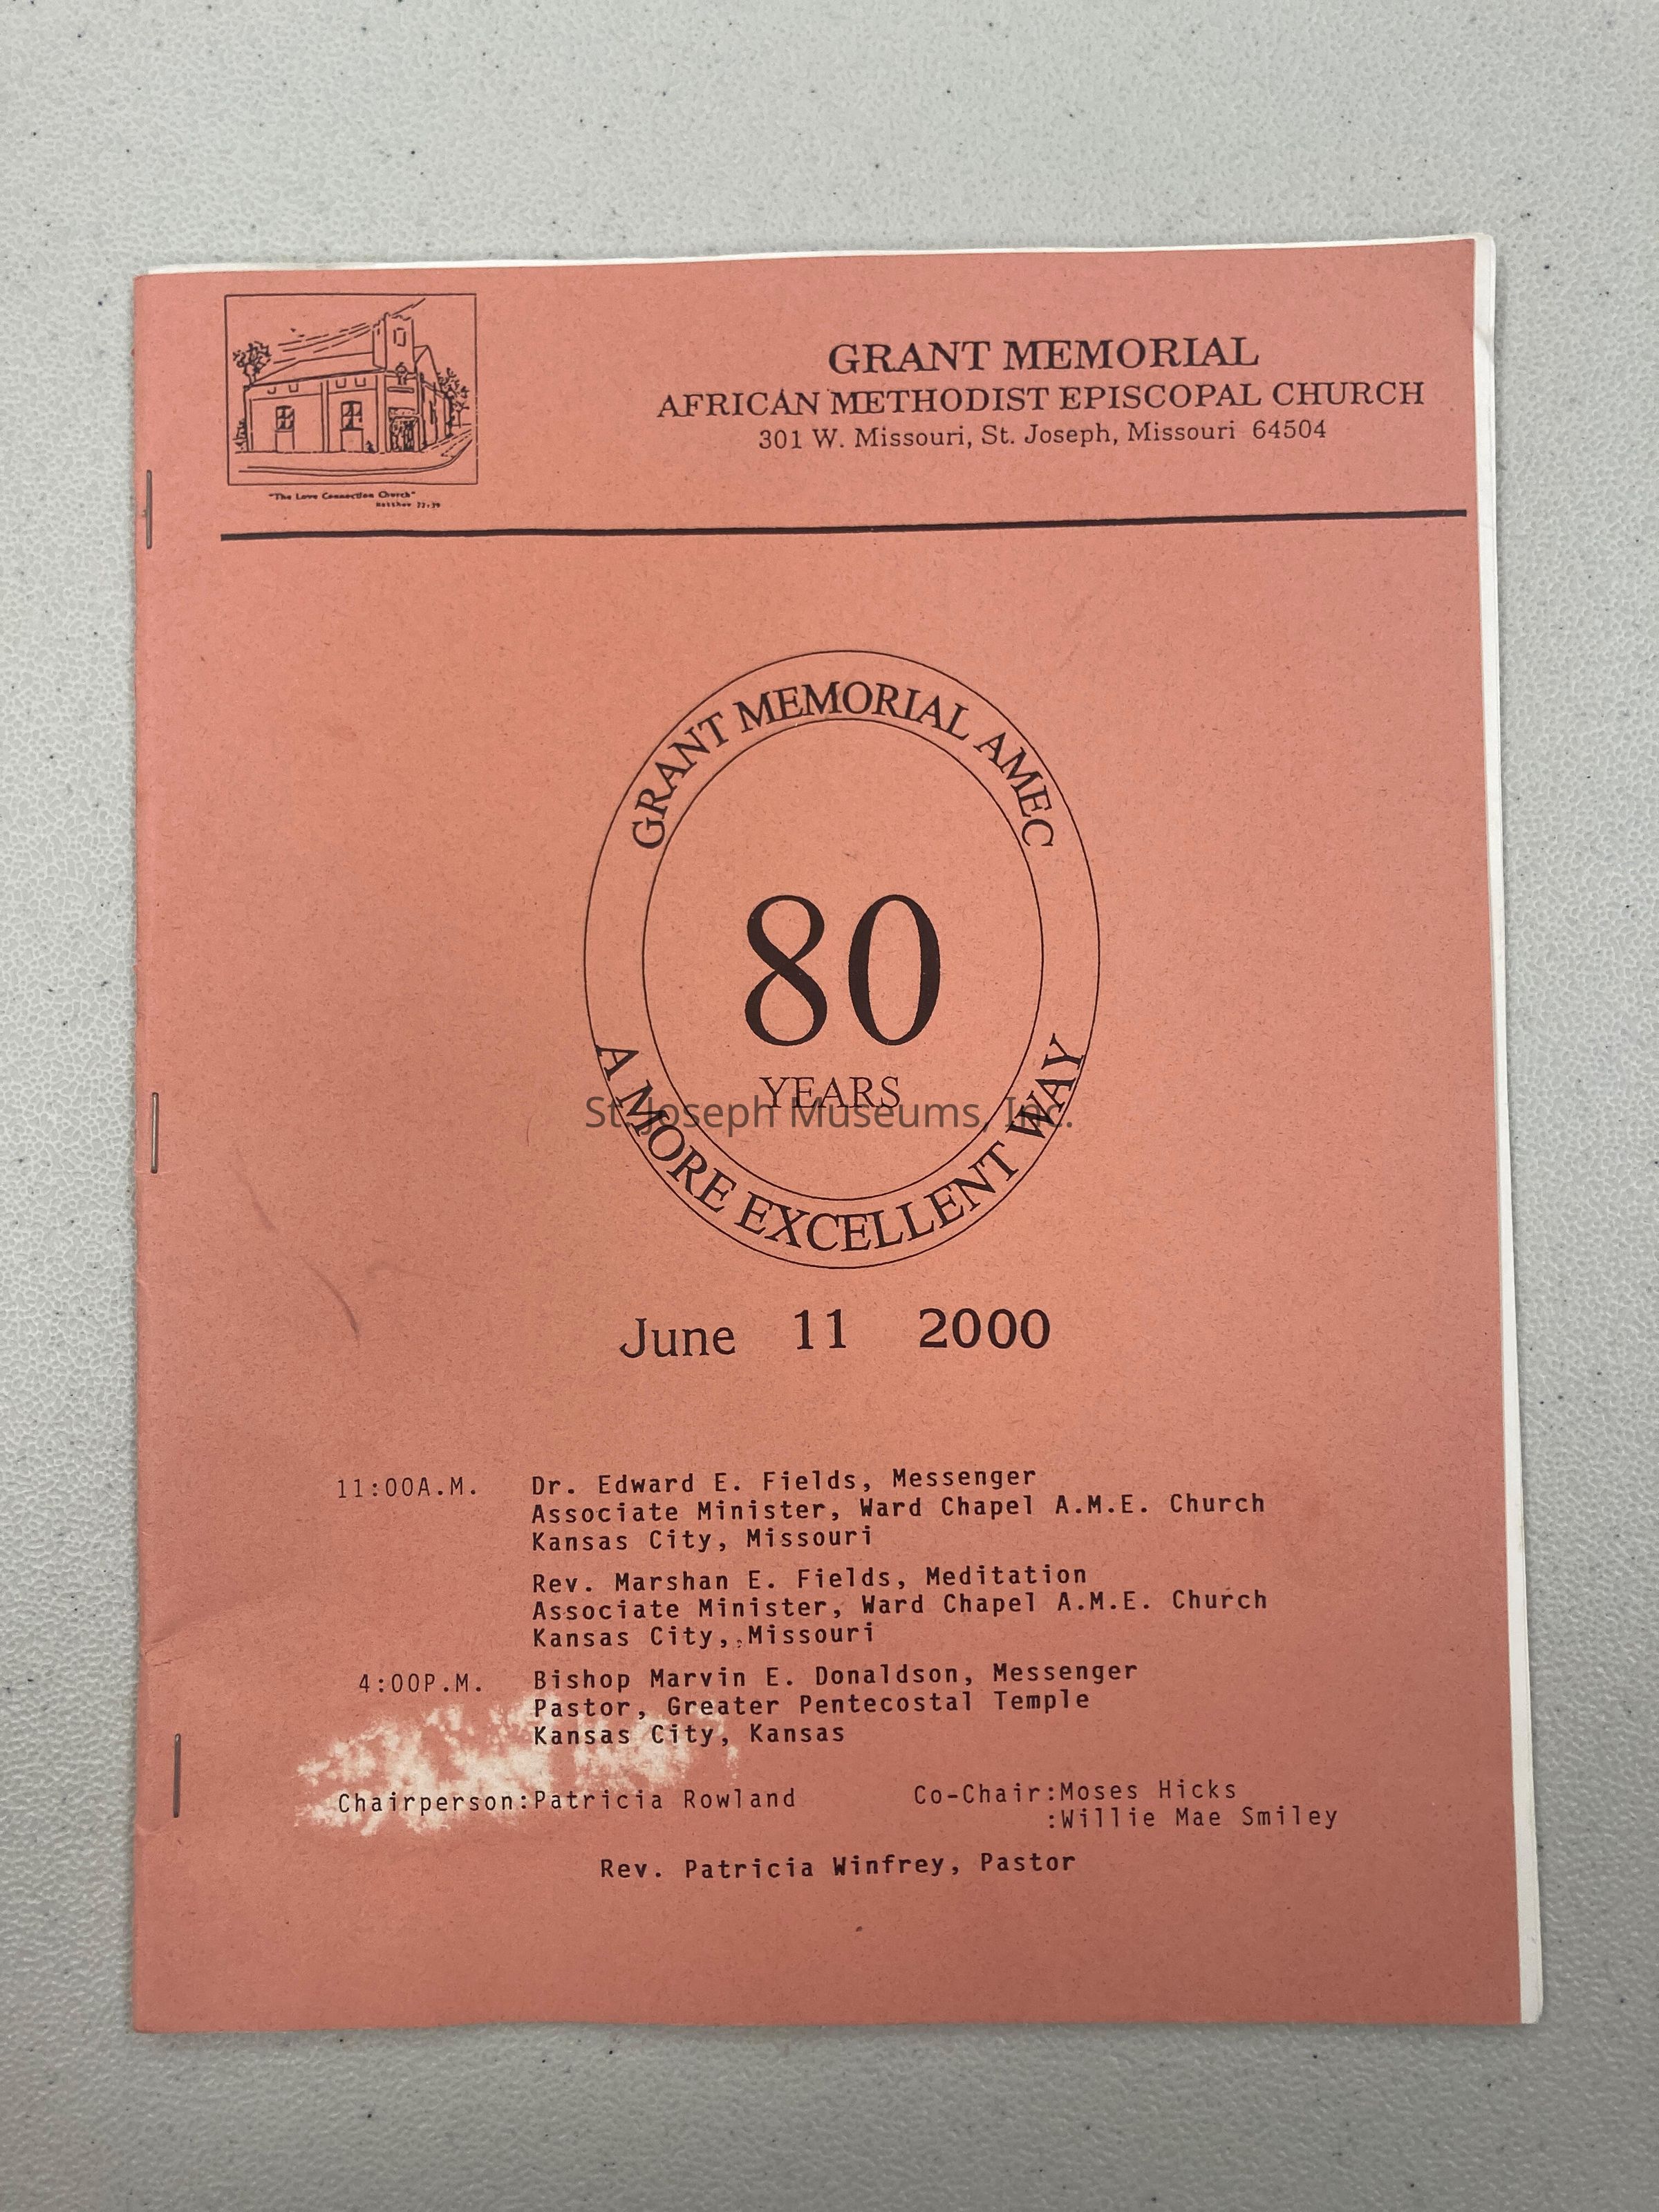 "The Love Connection Church"
Matthew 22:39
GRANT MEMORIAL
AFRICAN METHODIST EPISCOPAL CHURCH
301 W. Missouri, St. Joseph, Missouri 64504
GRANT MEMORIAL AMEC
80
YEARS
A MORE EXCELLENT WAY
St. Joseph Museums, Inc.
June 11 2000
11:00A.M. Dr. Edward E. Fields, Messenger
Associate Minister, Ward Chapel A.M.E. Church
Kansas City, Missouri
Rev. Marshan E. Fields, Meditation
Associate Minister, Ward Chapel A.M.E. Church
Kansas City, Missouri
4:00P.M. Bishop Marvin E. Donaldson, Messenger
Pastor, Greater Pentecostal Temple
Kansas City, Kansas
Chairperson:Patricia Rowland Co-Chair:Moses Hicks
:Willie Mae Smiley
Rev. Patricia Winfrey, Pastor